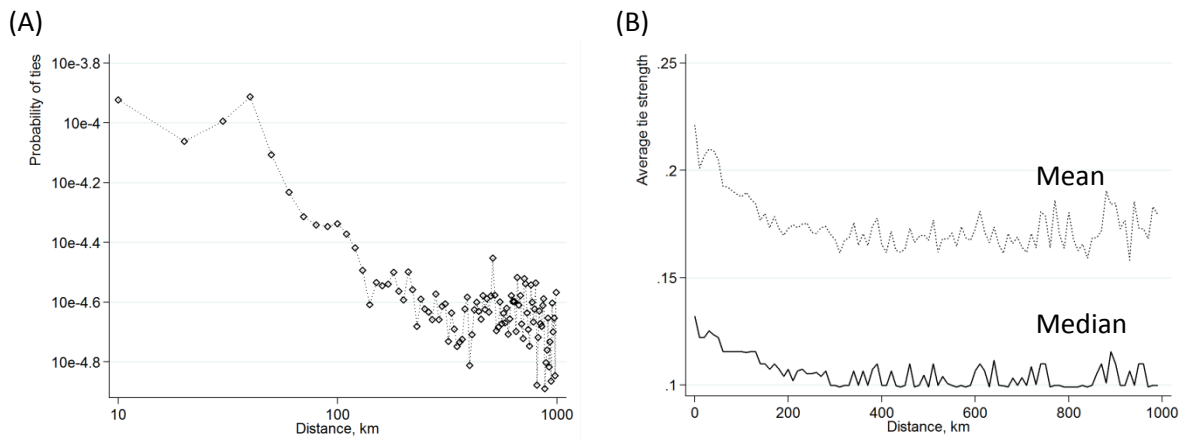 (A)
Probability of ties
10e-3.8
10e-4
10e-4.2
10e-4.4
10e-4.6
10e-4.8
10 100 1000
Distance, km
(B)
Average tie strength
.25
.2
.15
.1
Mean
Median
0 200 400 600 800 1000
Distance, km